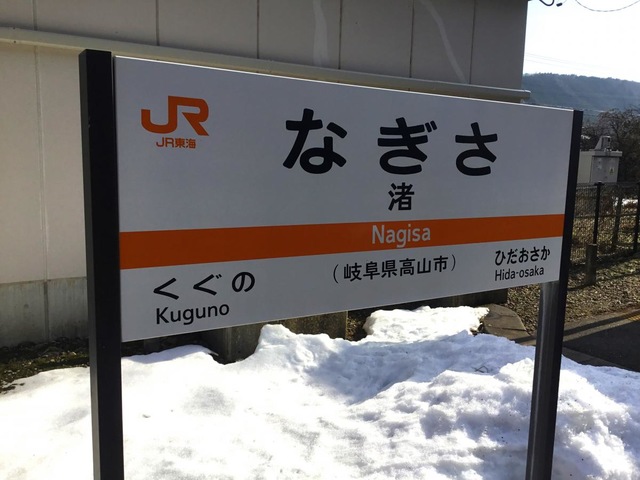 JR
JR東海
なぎさ
渚
Nagisa
くぐの
Kuguno
(岐阜県高山市)
ひだおさか
Hida-osaka